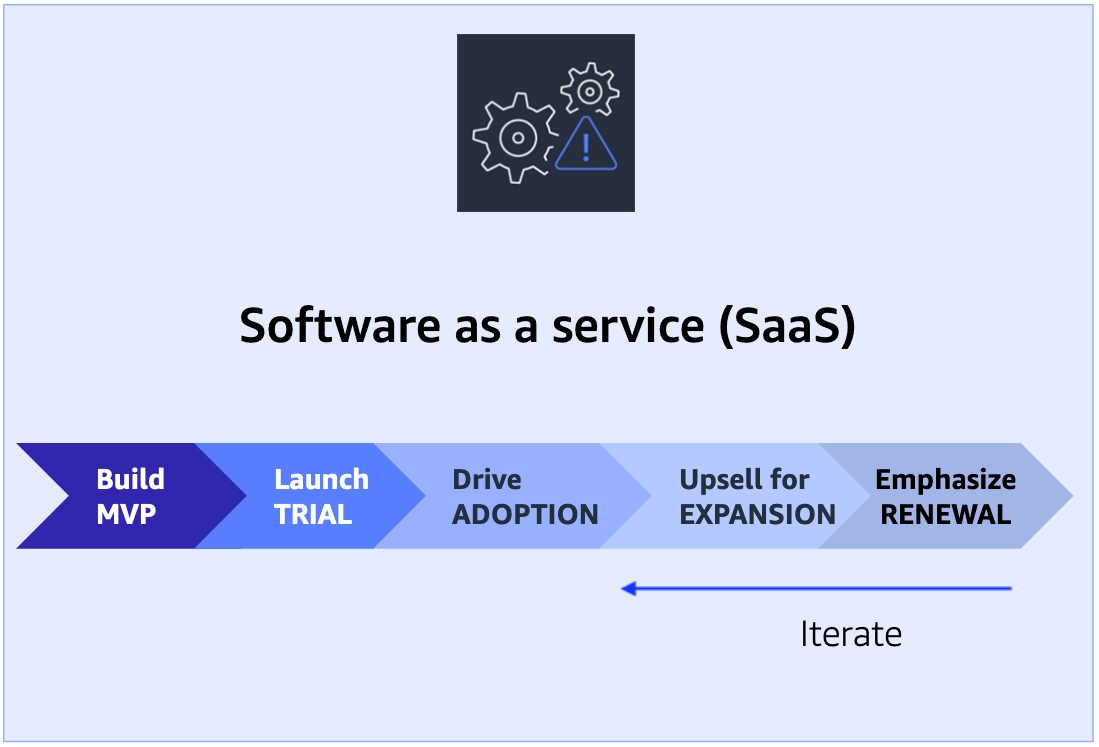 Software as a service (SaaS)
Build
MVP
Launch
TRIAL
Drive
ADOPTION
Upsell for
EXPANSION
Emphasize
RENEWAL
Iterate